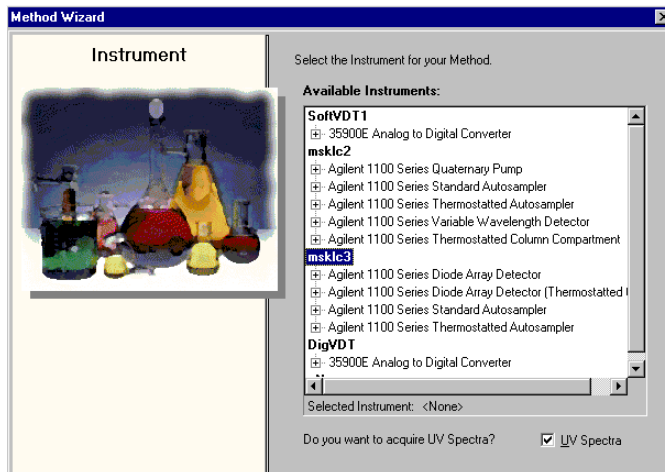 Method Wizard
Instrument
Select the Instrument for your Method.
Available Instruments:
SoftVDT1
35900E Analog to Digital Converter
msklc2
Agilent 1100 Series Quaternary Pump
Agilent 1100 Series Standard Autosampler
Agilent 1100 Series Thermostatted Autosampler
Agilent 1100 Series Variable Wavelength Detector
Agilent 1100 Series Thermostatted Column Compartment
msklc3
Agilent 1100 Series Diode Array Detector
Agilent 1100 Series Diode Array Detector (Thermostatted
Agilent 1100 Series Standard Autosampler
Agilent 1100 Series Thermostatted Autosampler
DigVDT
35900E Analog to Digital Converter
Selected Instrument: <None>
Do you want to acquire UV Spectra?
UV Spectra